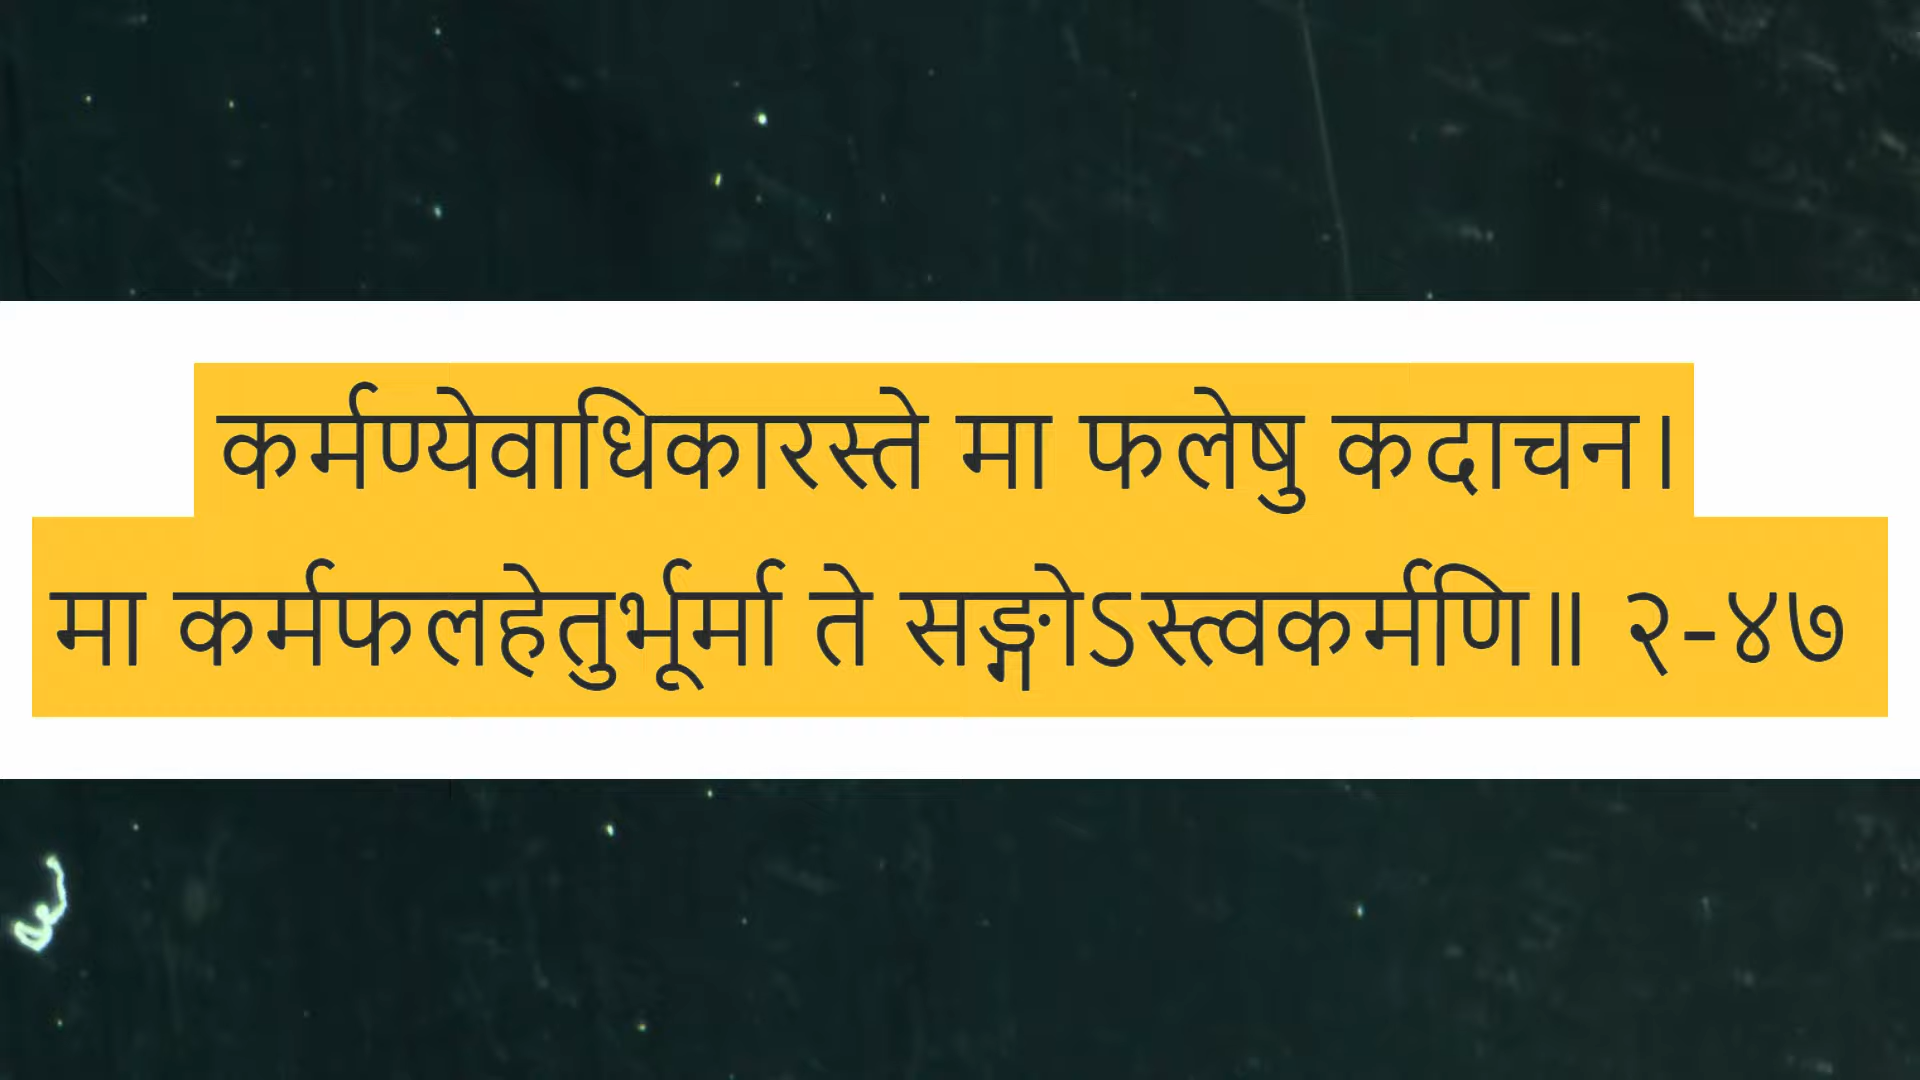 कर्मण्येवाधिकारस्ते मा फलेषु कदाचन।
मा कर्मफलहेतुर्भूर्मा ते सङ्गोऽस्त्वकर्मणि॥ २-४७